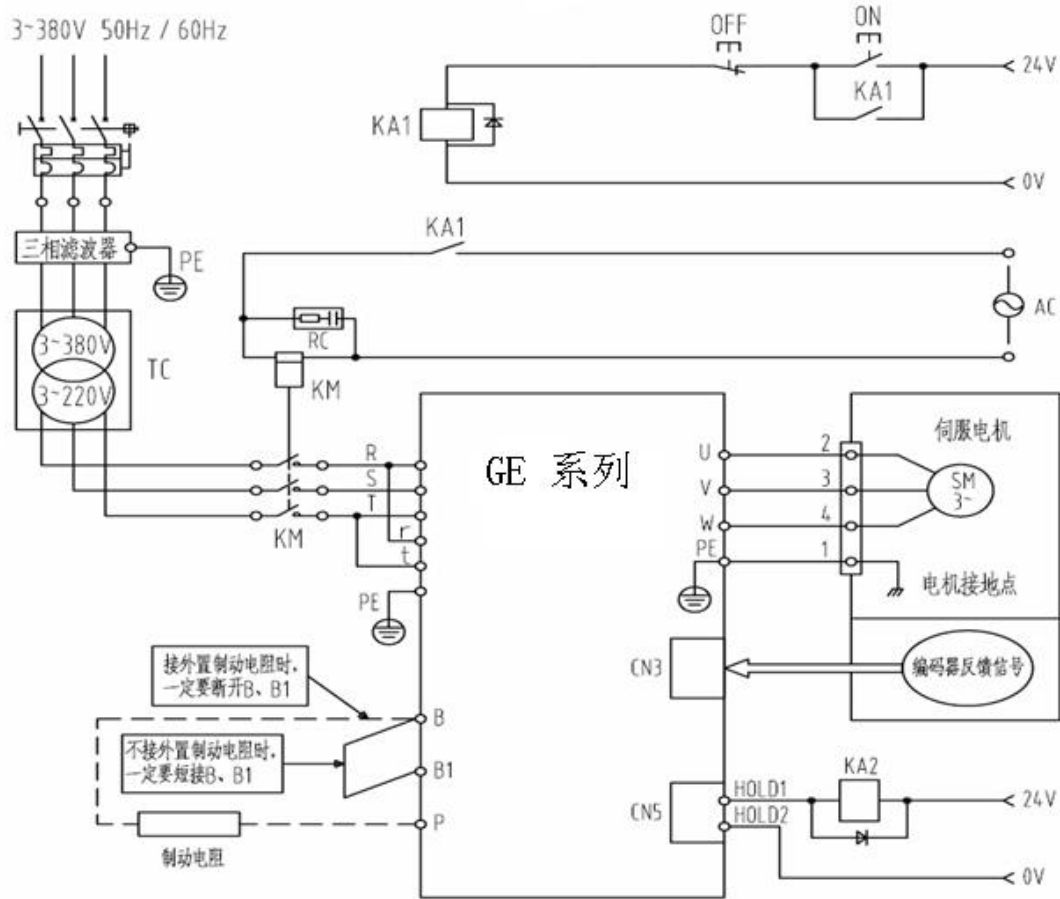 3~380V 50Hz / 60Hz
OFF
ON
24V
KA1
KA1
0V
三相滤波器
PE
KA1
AC
RC
KM
3~380V
3~220V
TC
GE 系列
R
S
T
r
t
KM
PE
U
V
W
PE
2
3
4
1
伺服电机
SM
3~
电机接地点
接外置制动电阻时,
一定要断开B、B1
不接外置制动电阻时,
一定要短接B、B1
制动电阻
B
B1
P
CN3
编码器反馈信号
CN5
HOLD1
HOLD2
KA2
24V
0V